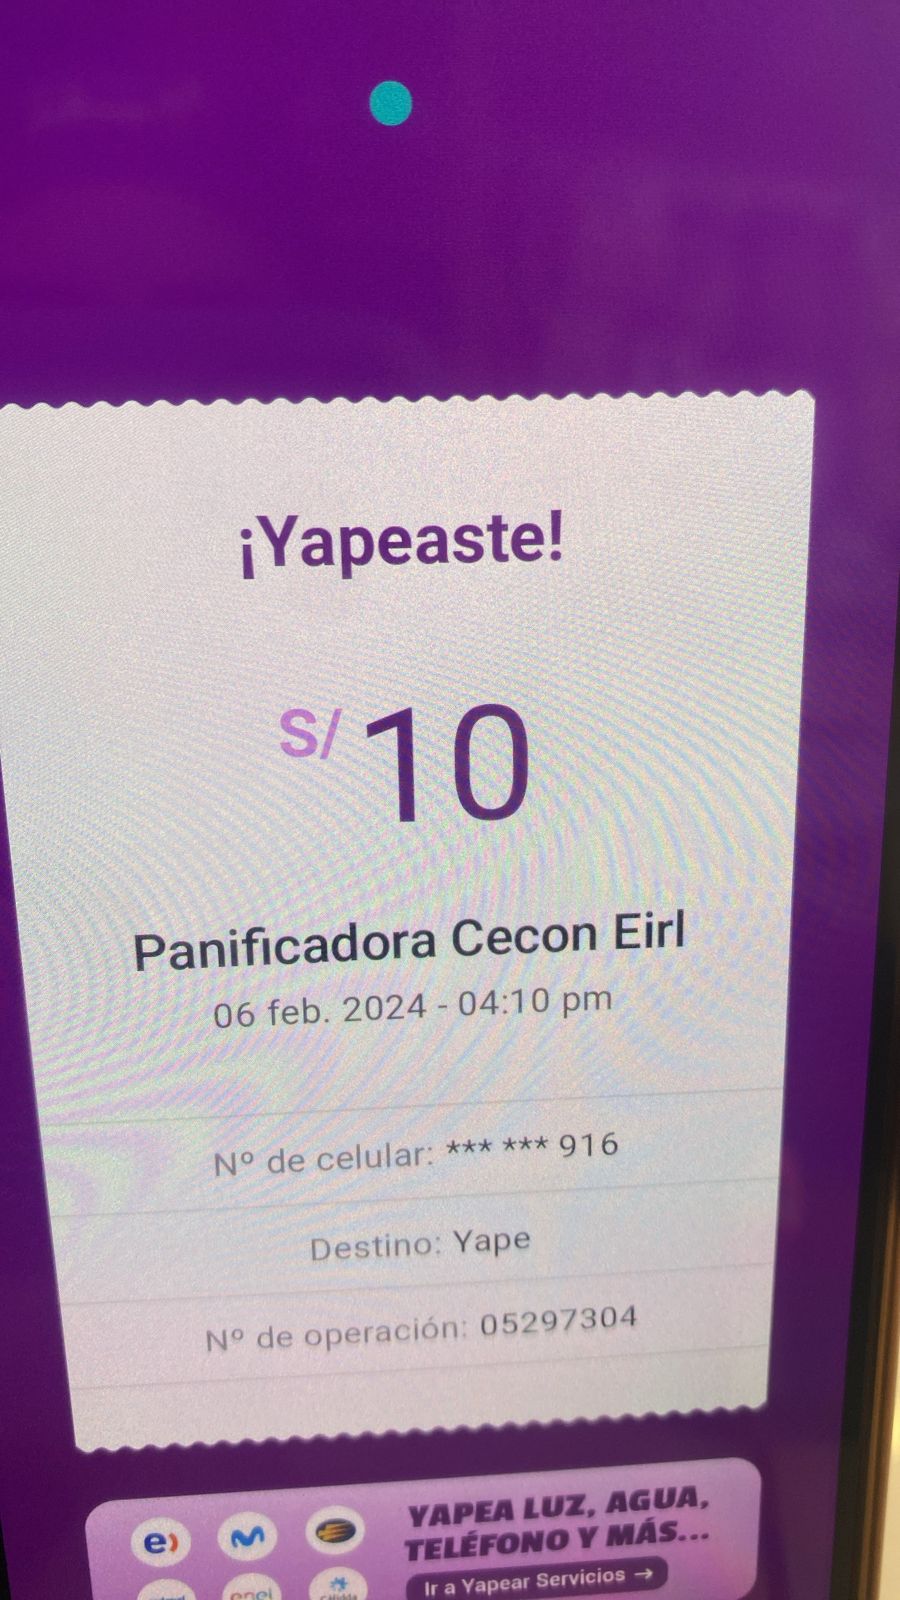 ¡Yapeaste!
S/ 10
Panificadora Cecon Eirl
06 feb. 2024 - 04:10 pm
Nº de celular: *** *** 916
Destino: Yape
Nº de operación: 05297304
YAPEA LUZ, AGUA,
TELÉFONO Y MÁS...
e)
enel
Ir a Yapear Servicios →